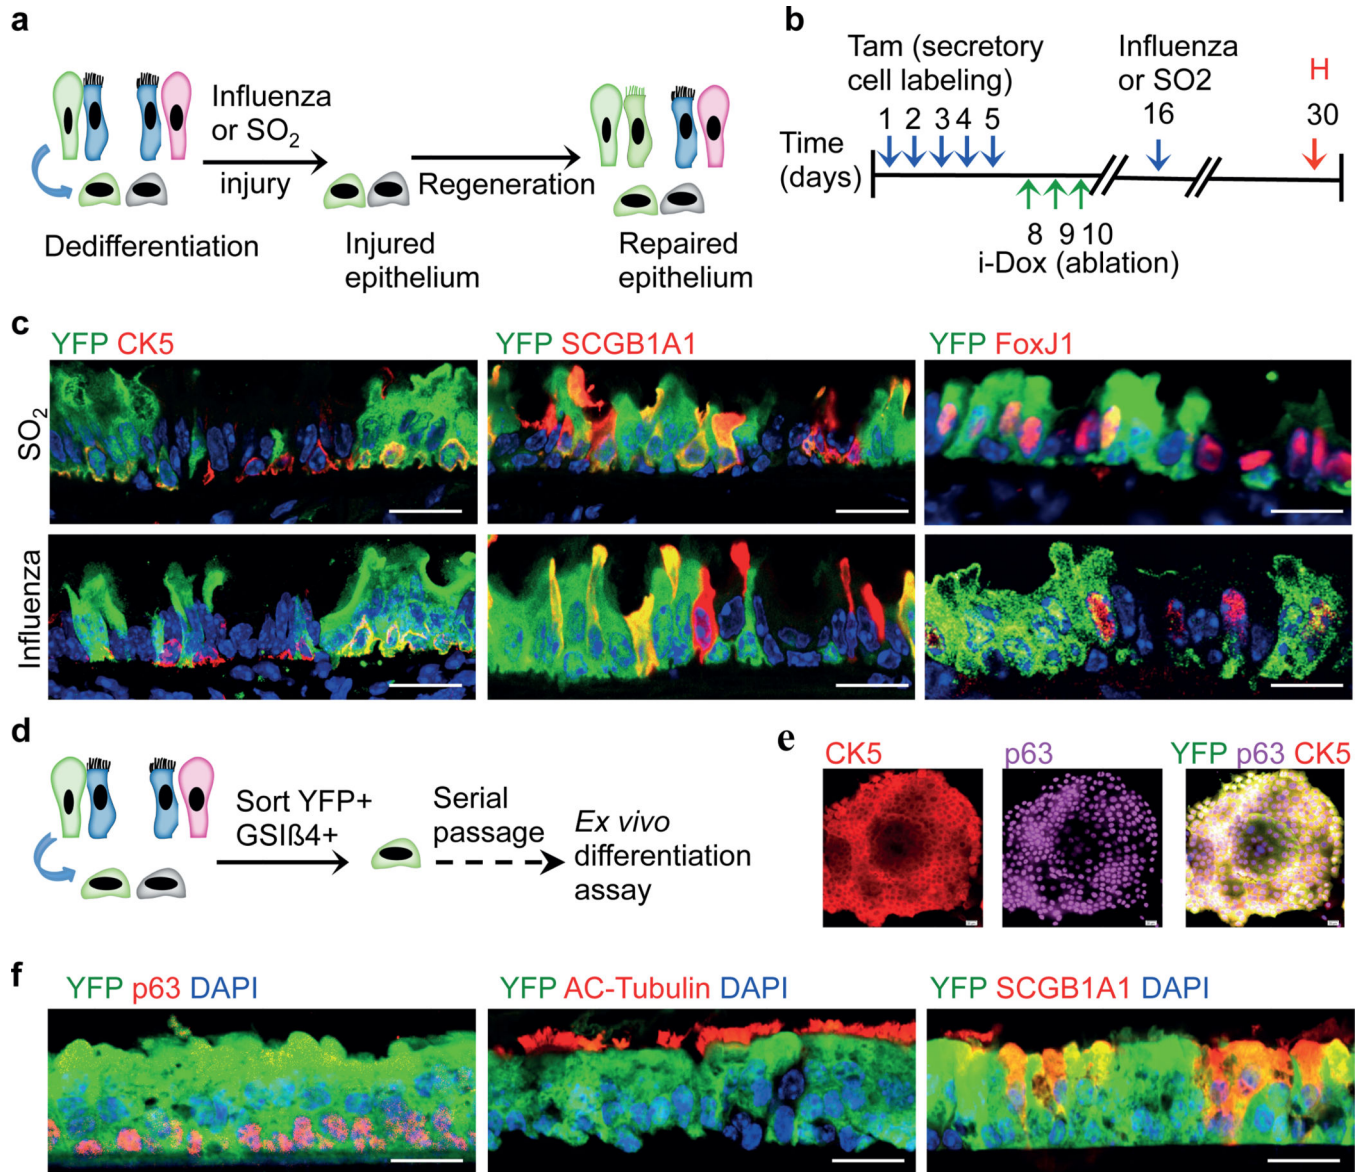 a
Influenza
or SO2
injury
Regeneration
Dedifferentiation
Injured
epithelium
Repaired
epithelium
b
Tam (secretory
cell labeling)
Influenza
or SO2
H
1 2 3 4 5
16
30
Time
(days)
8 9 10
i-Dox (ablation)
c
YFP CK5
YFP SCGB1A1
YFP FoxJ1
SO2
Influenza
d
Sort YFP+
GSIß4+
Serial
passage
Ex vivo
differentiation
assay
e
CK5
p63
YFP p63 CK5
f
YFP p63 DAPI
YFP AC-Tubulin DAPI
YFP SCGB1A1 DAPI